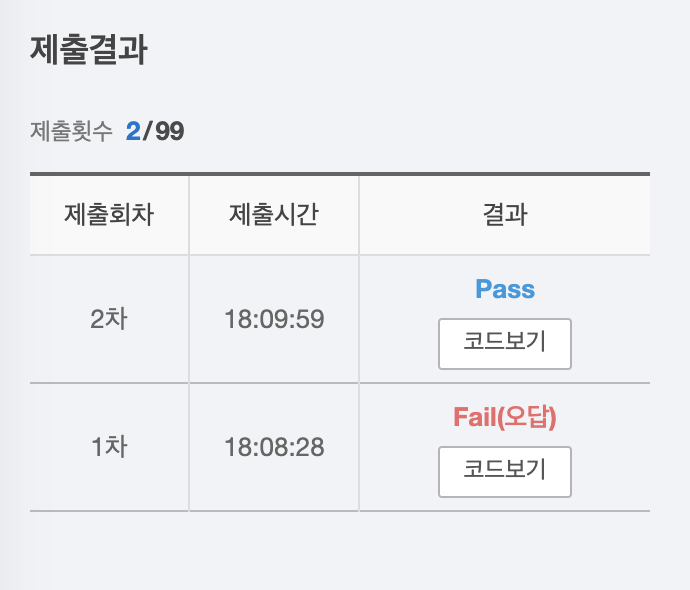 제출결과
제출횟수 2/99
제출회차 제출시간 결과
2차 18:09:59 Pass
코드보기
1차 18:08:28 Fail(오답)
코드보기